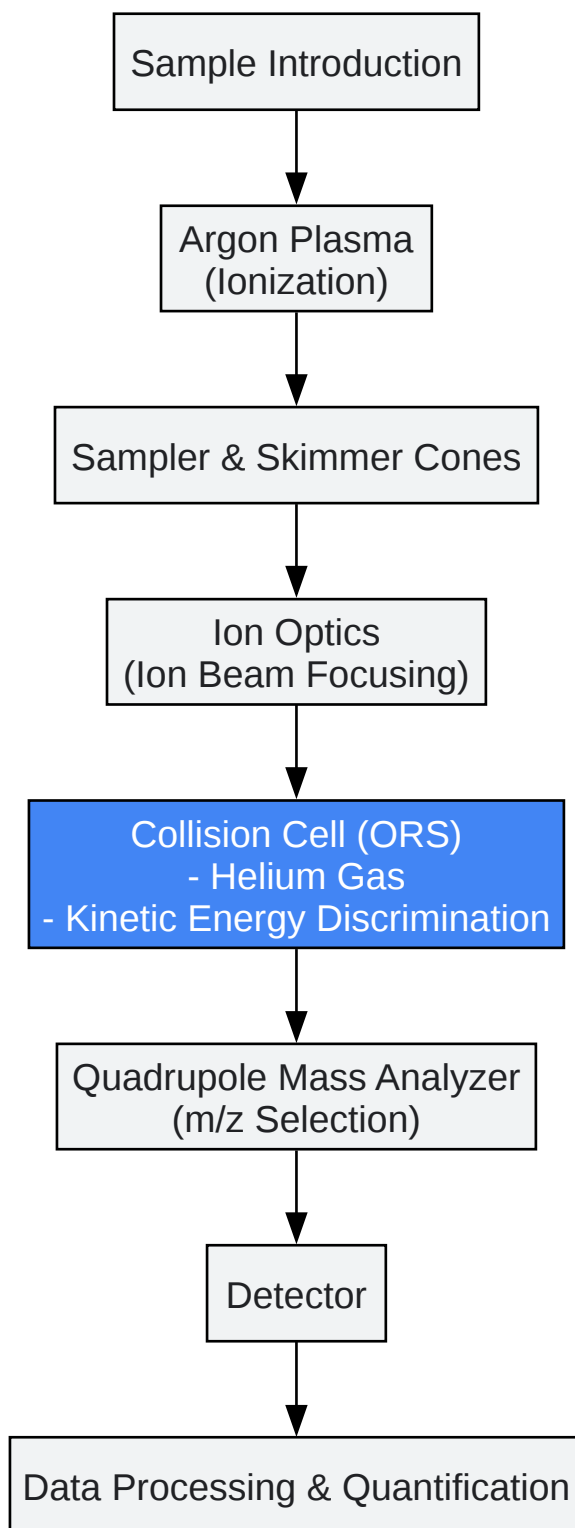 Sample Introduction
Argon Plasma
(Ionization)
Sampler & Skimmer Cones
Ion Optics
(Ion Beam Focusing)
Collision Cell (ORS)
- Helium Gas
- Kinetic Energy Discrimination
Quadrupole Mass Analyzer
(m/z Selection)
Detector
Data Processing & Quantification